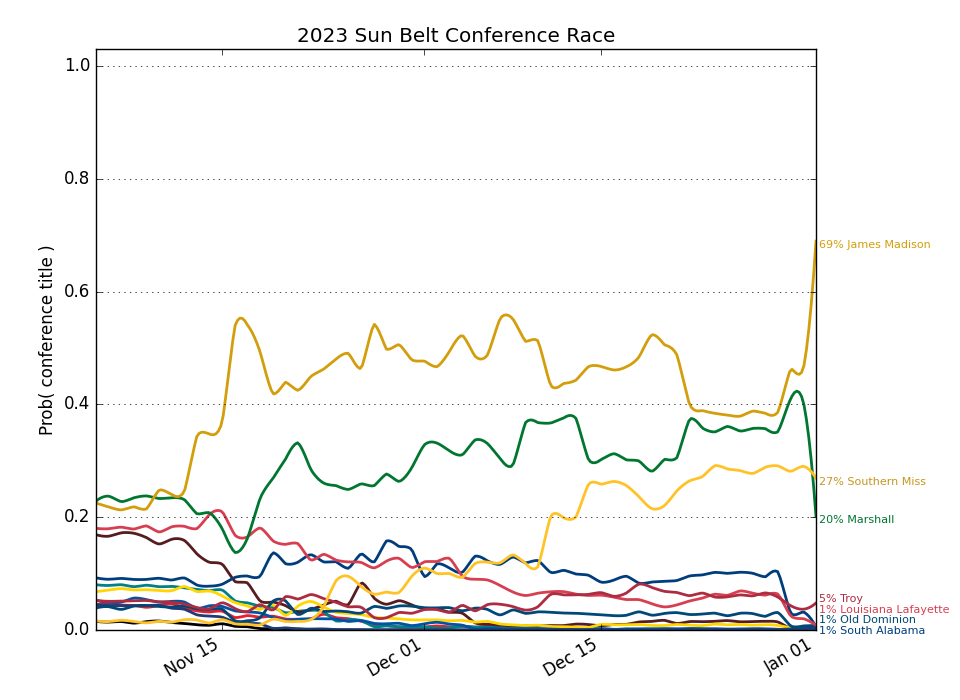 2023 Sun Belt Conference Race
Prob( conference title )
1.0
0.8
0.6
0.4
0.2
0.0
Nov 15
Dec 01
Dec 15
Jan 01
69% James Madison
27% Southern Miss
20% Marshall
5% Troy
1% Louisiana Lafayette
1% Old Dominion
1% South Alabama